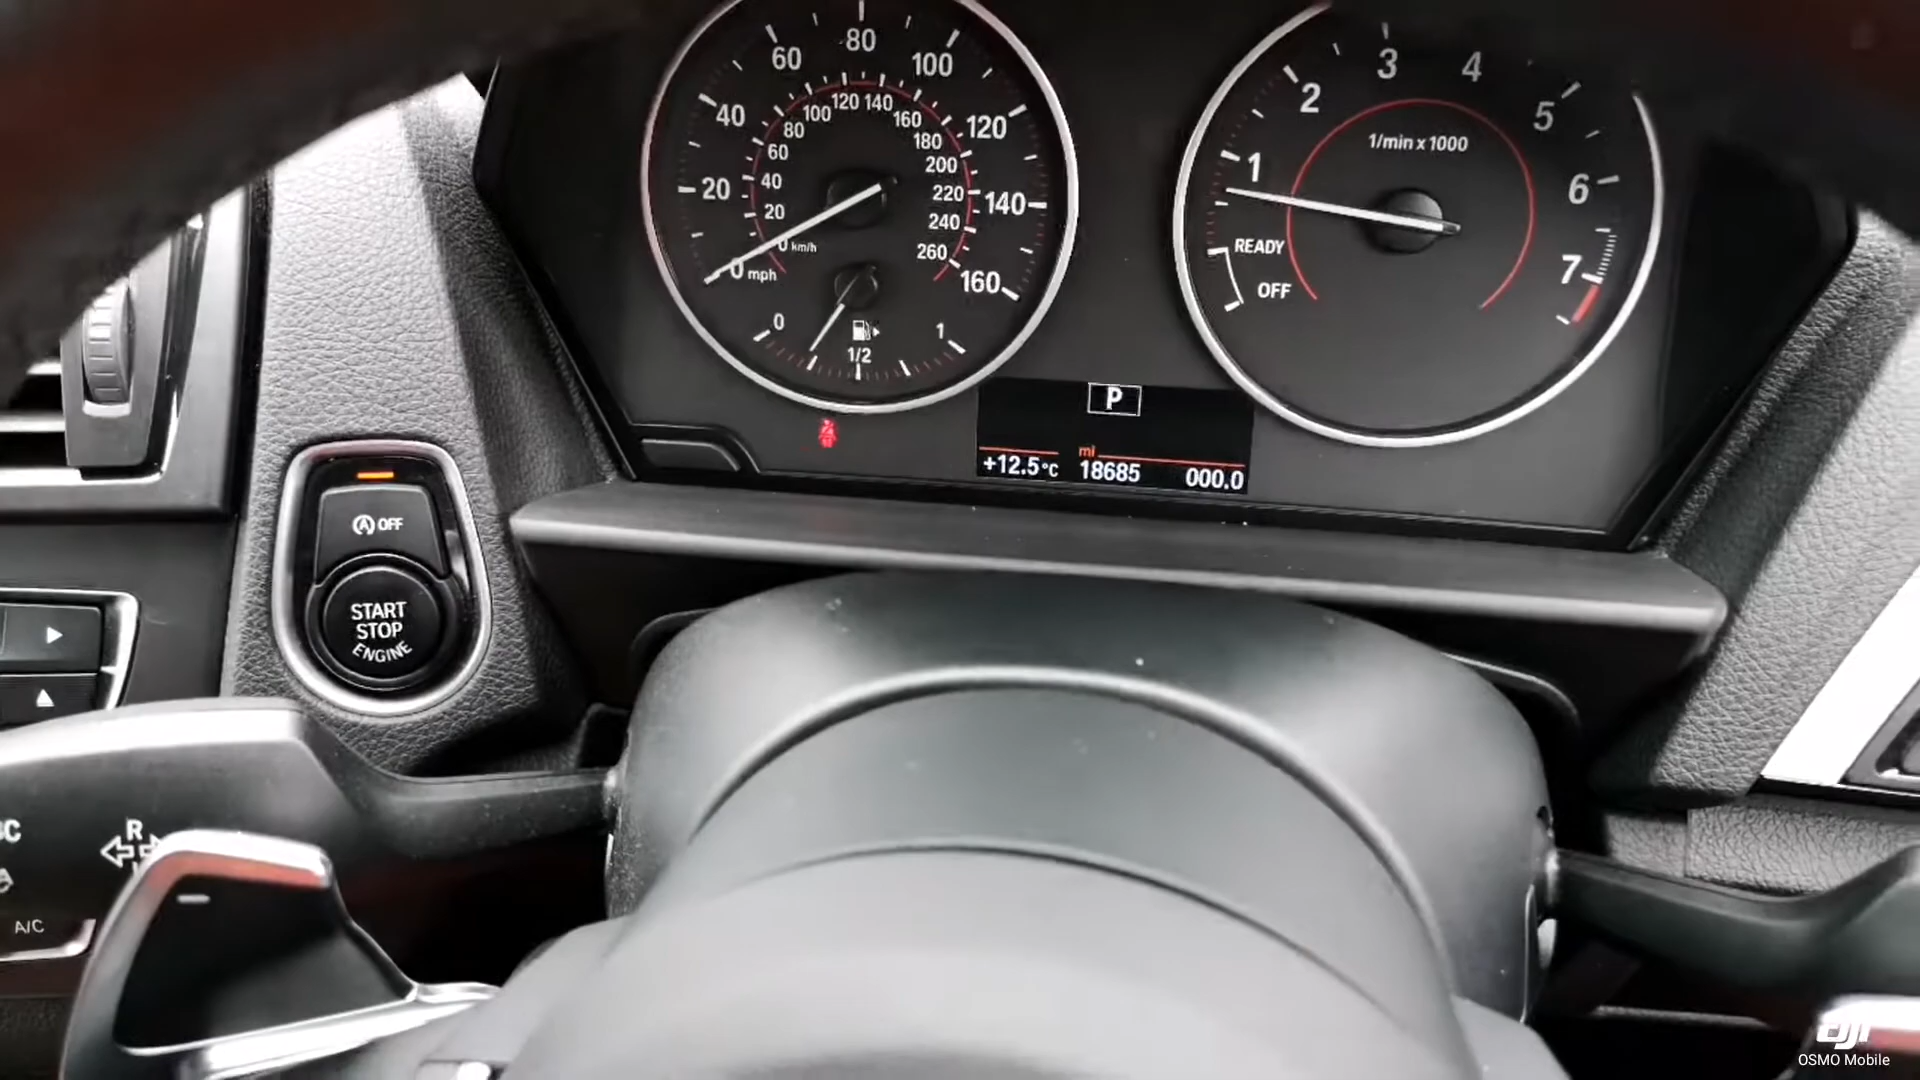 0 mph
20
40
60
80
100
120
140
160
0 km/h
20
40
60
80
100
120
140
160
180
200
220
240
260
0
1/2
1
1
2
3
4
5
6
7
1/min x 1000
READY
OFF
P
mi
+12.5°C 18685 000.0
A OFF
START
STOP
ENGINE
R
A/C
dji
OSMO Mobile